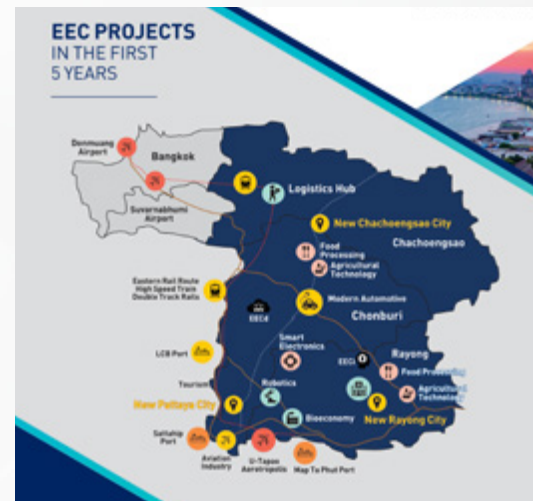 EEC PROJECTS
IN THE FIRST
5 YEARS
Donmuang
Airport
Bangkok
Suvarnabhumi
Airport
Logistics Hub
New Chachoengsao City
Chachoengsao
Food
Processing
Agricultural
Technology
Eastern Rail Route
High Speed Train
Double Track Rails
Modern Automotive
EECd
Chonburi
LCB Port
Smart
Electronics
EECi
Rayong
Food Processing
Tourism
Robotics
Agricultural
Technology
New Pattaya City
Bioeconomy
New Rayong City
Sattahip
Port
Aviation
Industry
U-Tapao
Aerotropolis
Map Ta Phut Port